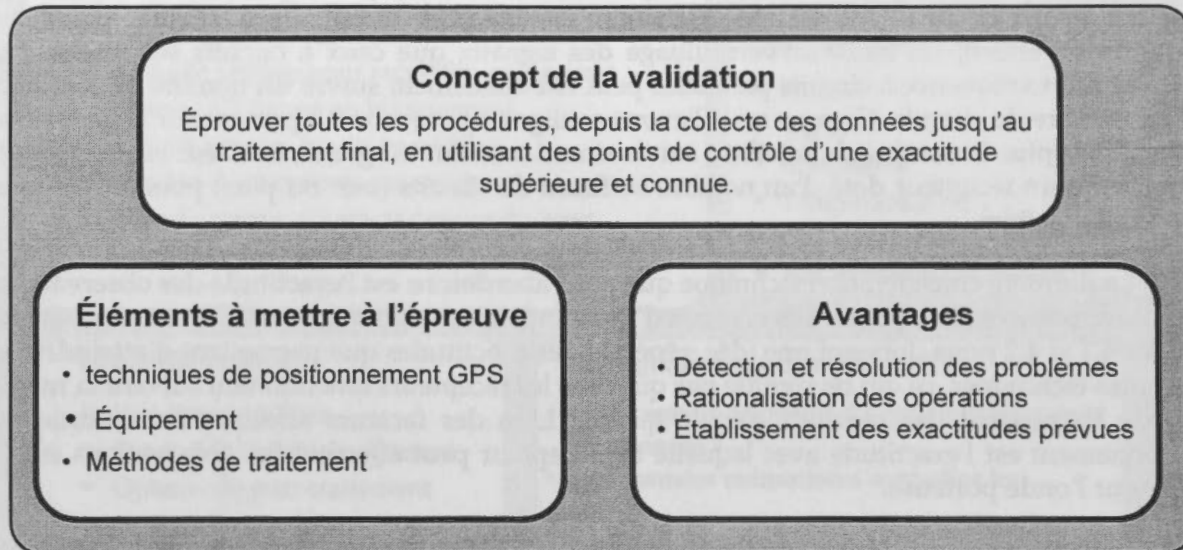 Concept de la validation
Éprouver toutes les procédures, depuis la collecte des données jusqu'au
traitement final, en utilisant des points de contrôle d'une exactitude
supérieure et connue.
Éléments à mettre à l'épreuve
• techniques de positionnement GPS
• Équipement
• Méthodes de traitement
Avantages
• Détection et résolution des problèmes
• Rationalisation des opérations
• Établissement des exactitudes prévues